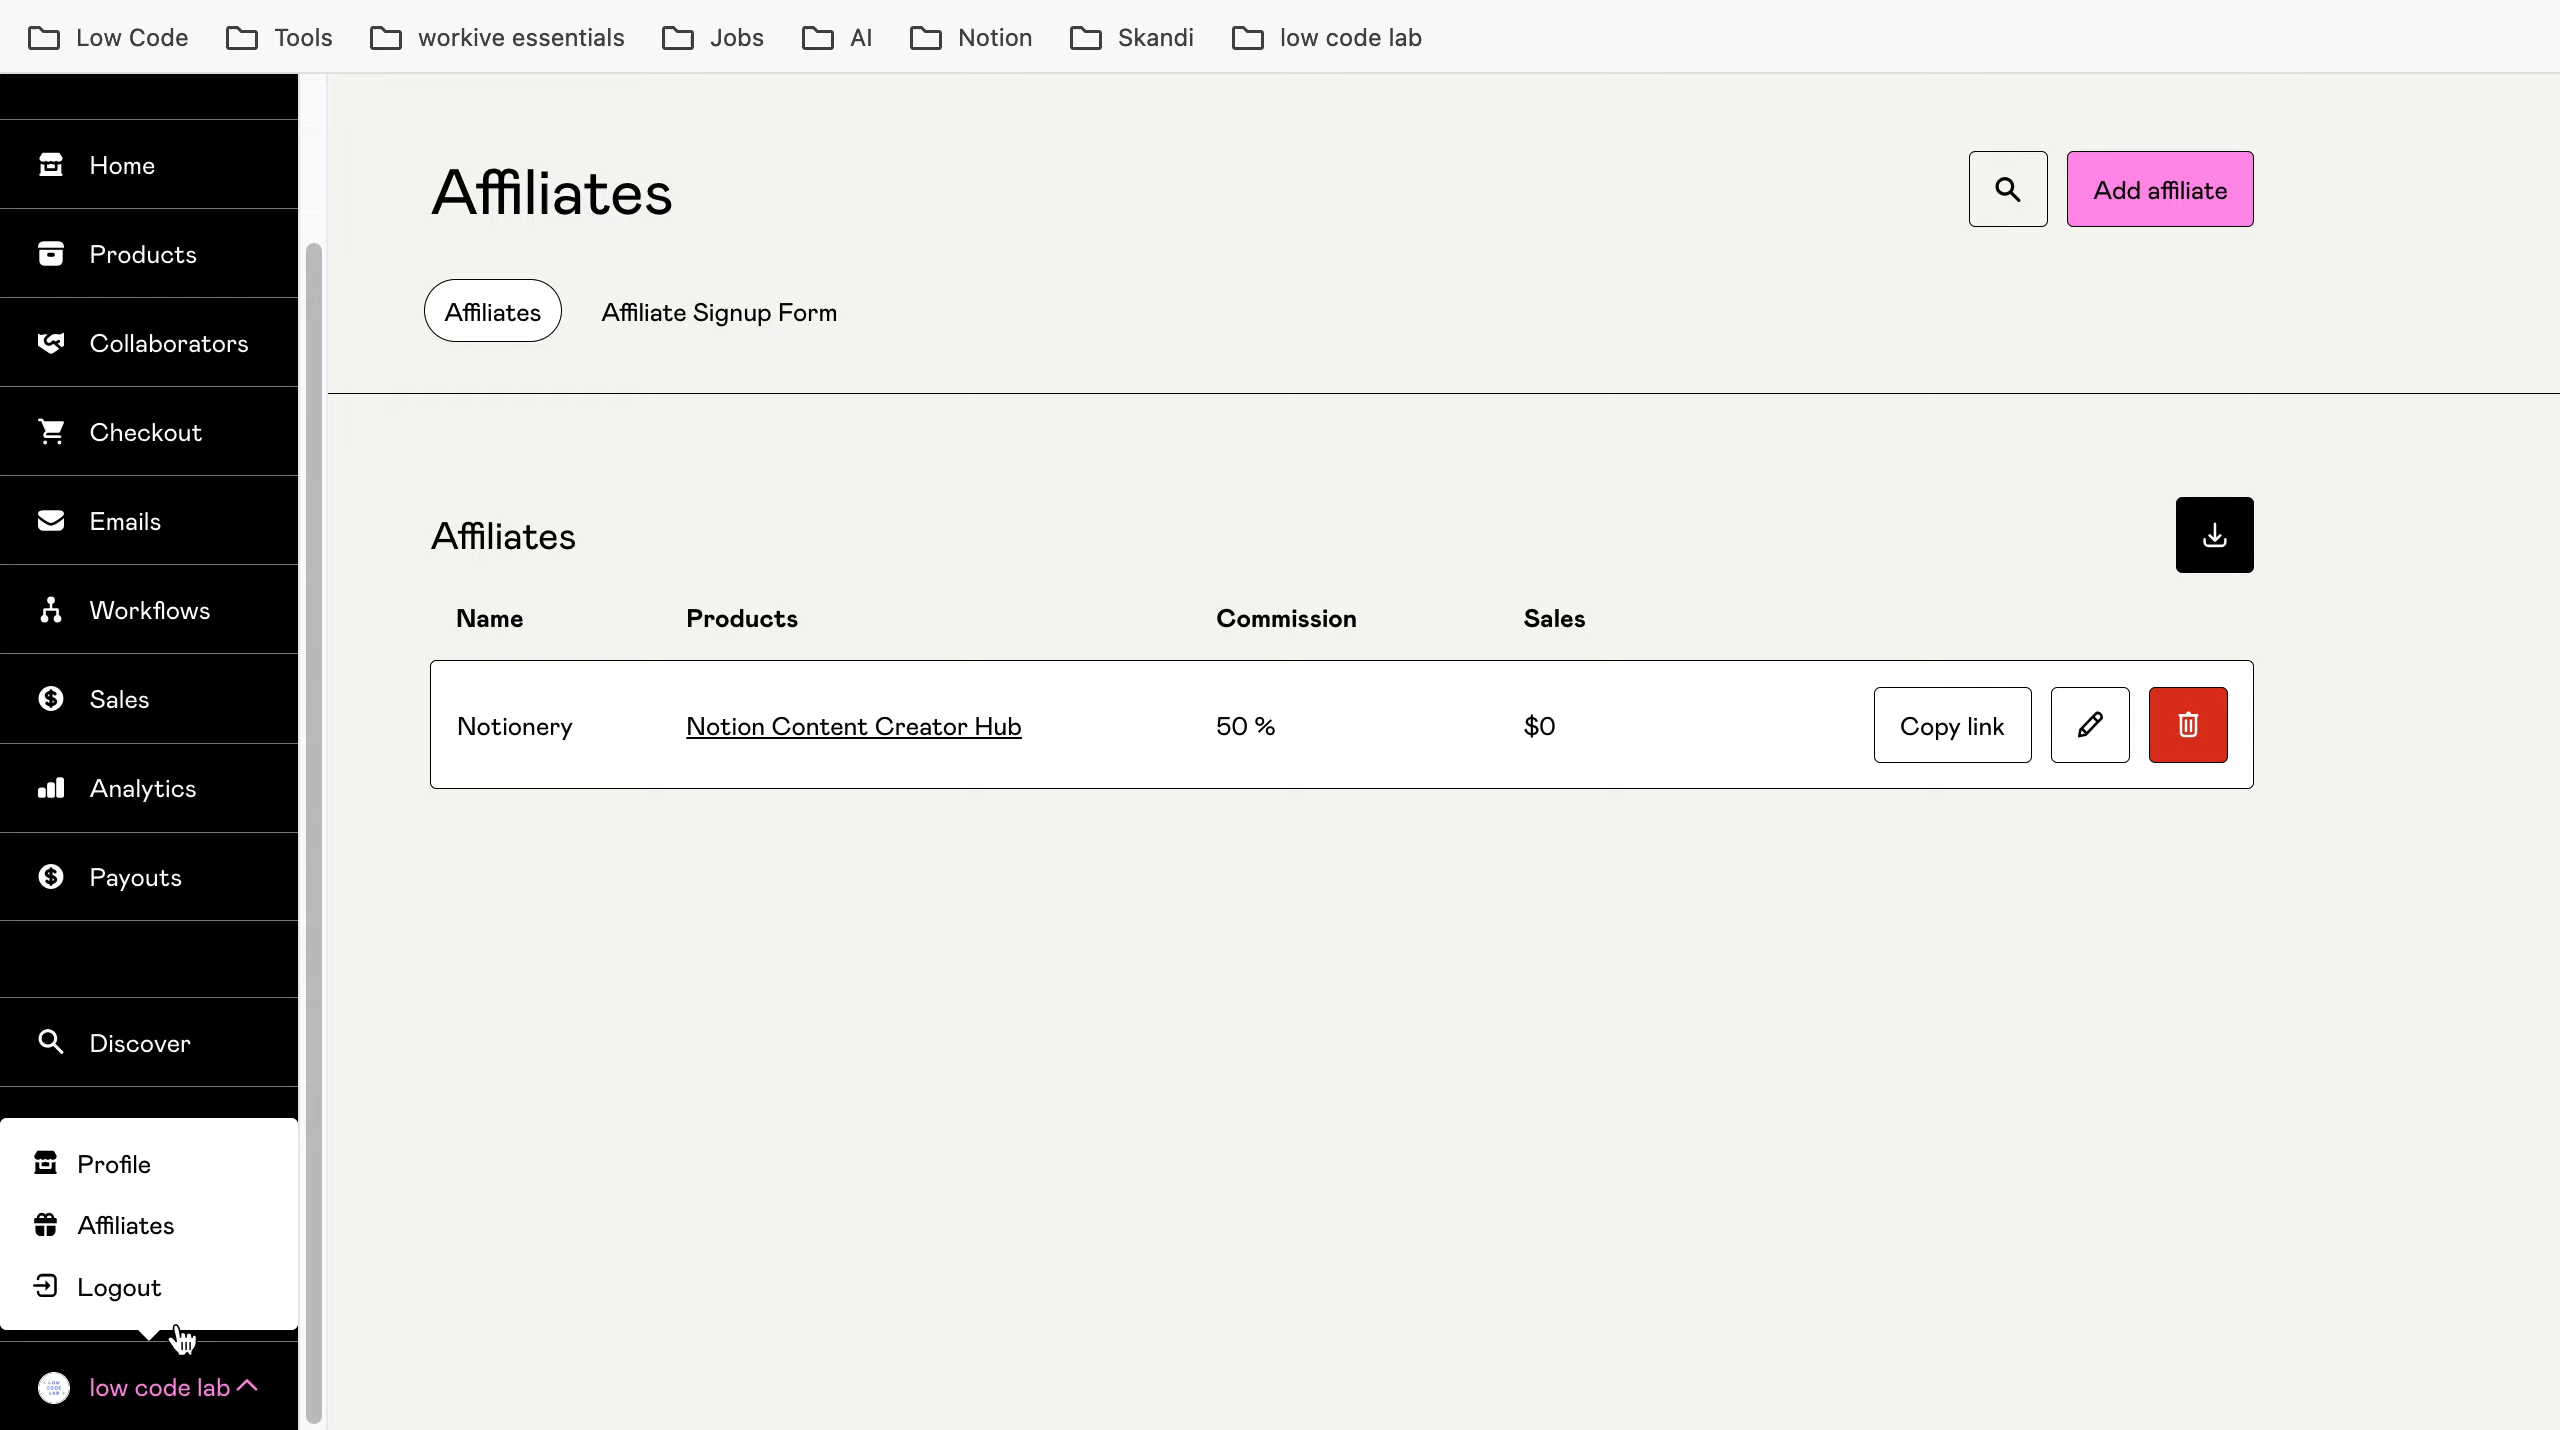 Low Code
Tools
workive essentials
Jobs
AI
Notion
Skandi
low code lab
Home
Products
Collaborators
Checkout
Emails
Workflows
Sales
Analytics
Payouts
Discover
Profile
Affiliates
Logout
low code lab
Affiliates
Add affiliate
Affiliates
Affiliate Signup Form
Affiliates
Name Products Commission Sales
Notionery Notion Content Creator Hub 50 % $0 Copy link